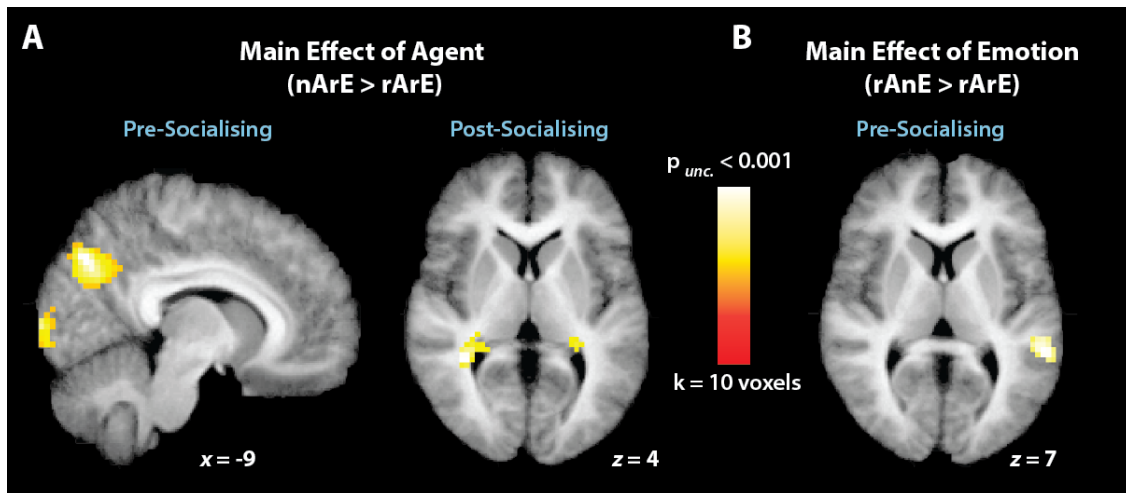 A
Main Effect of Agent
(nArE > rArE)
Pre-Socialising
Post-Socialising
x = -9
z = 4
p unc. < 0.001
k = 10 voxels
B
Main Effect of Emotion
(rAnE > rArE)
Pre-Socialising
z = 7